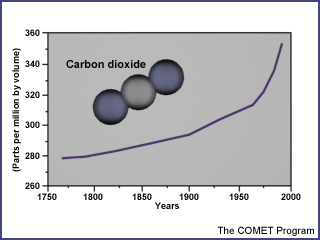 360
340
320
300
280
260
(Parts per million by volume)
Carbon dioxide
1750 1800 1850 1900 1950 2000
Years
The COMET Program